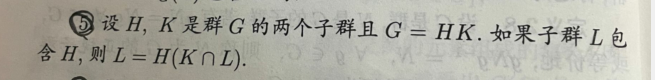 ⑤ 设 H, K 是群 G 的两个子群且 G = HK. 如果子群 L 包
含 H, 则 L = H(K∩L).